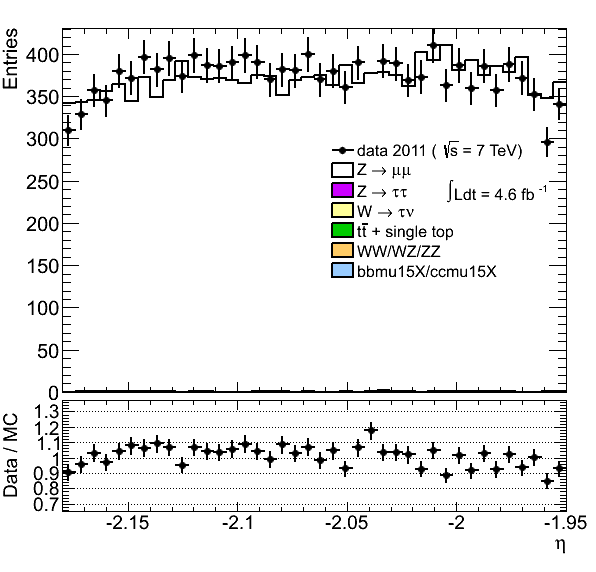 Entries
400
350
300
250
200
150
100
50
0
data 2011 ( √s = 7 TeV)
Z → μμ
Z → ττ
∫Ldt = 4.6 fb⁻¹
W → τν
tt̄ + single top
WW/WZ/ZZ
bbmu15X/ccmu15X
Data / MC
1.3
1.2
1.1
1
0.9
0.8
0.7
-2.15
-2.1
-2.05
-2
-1.95
η